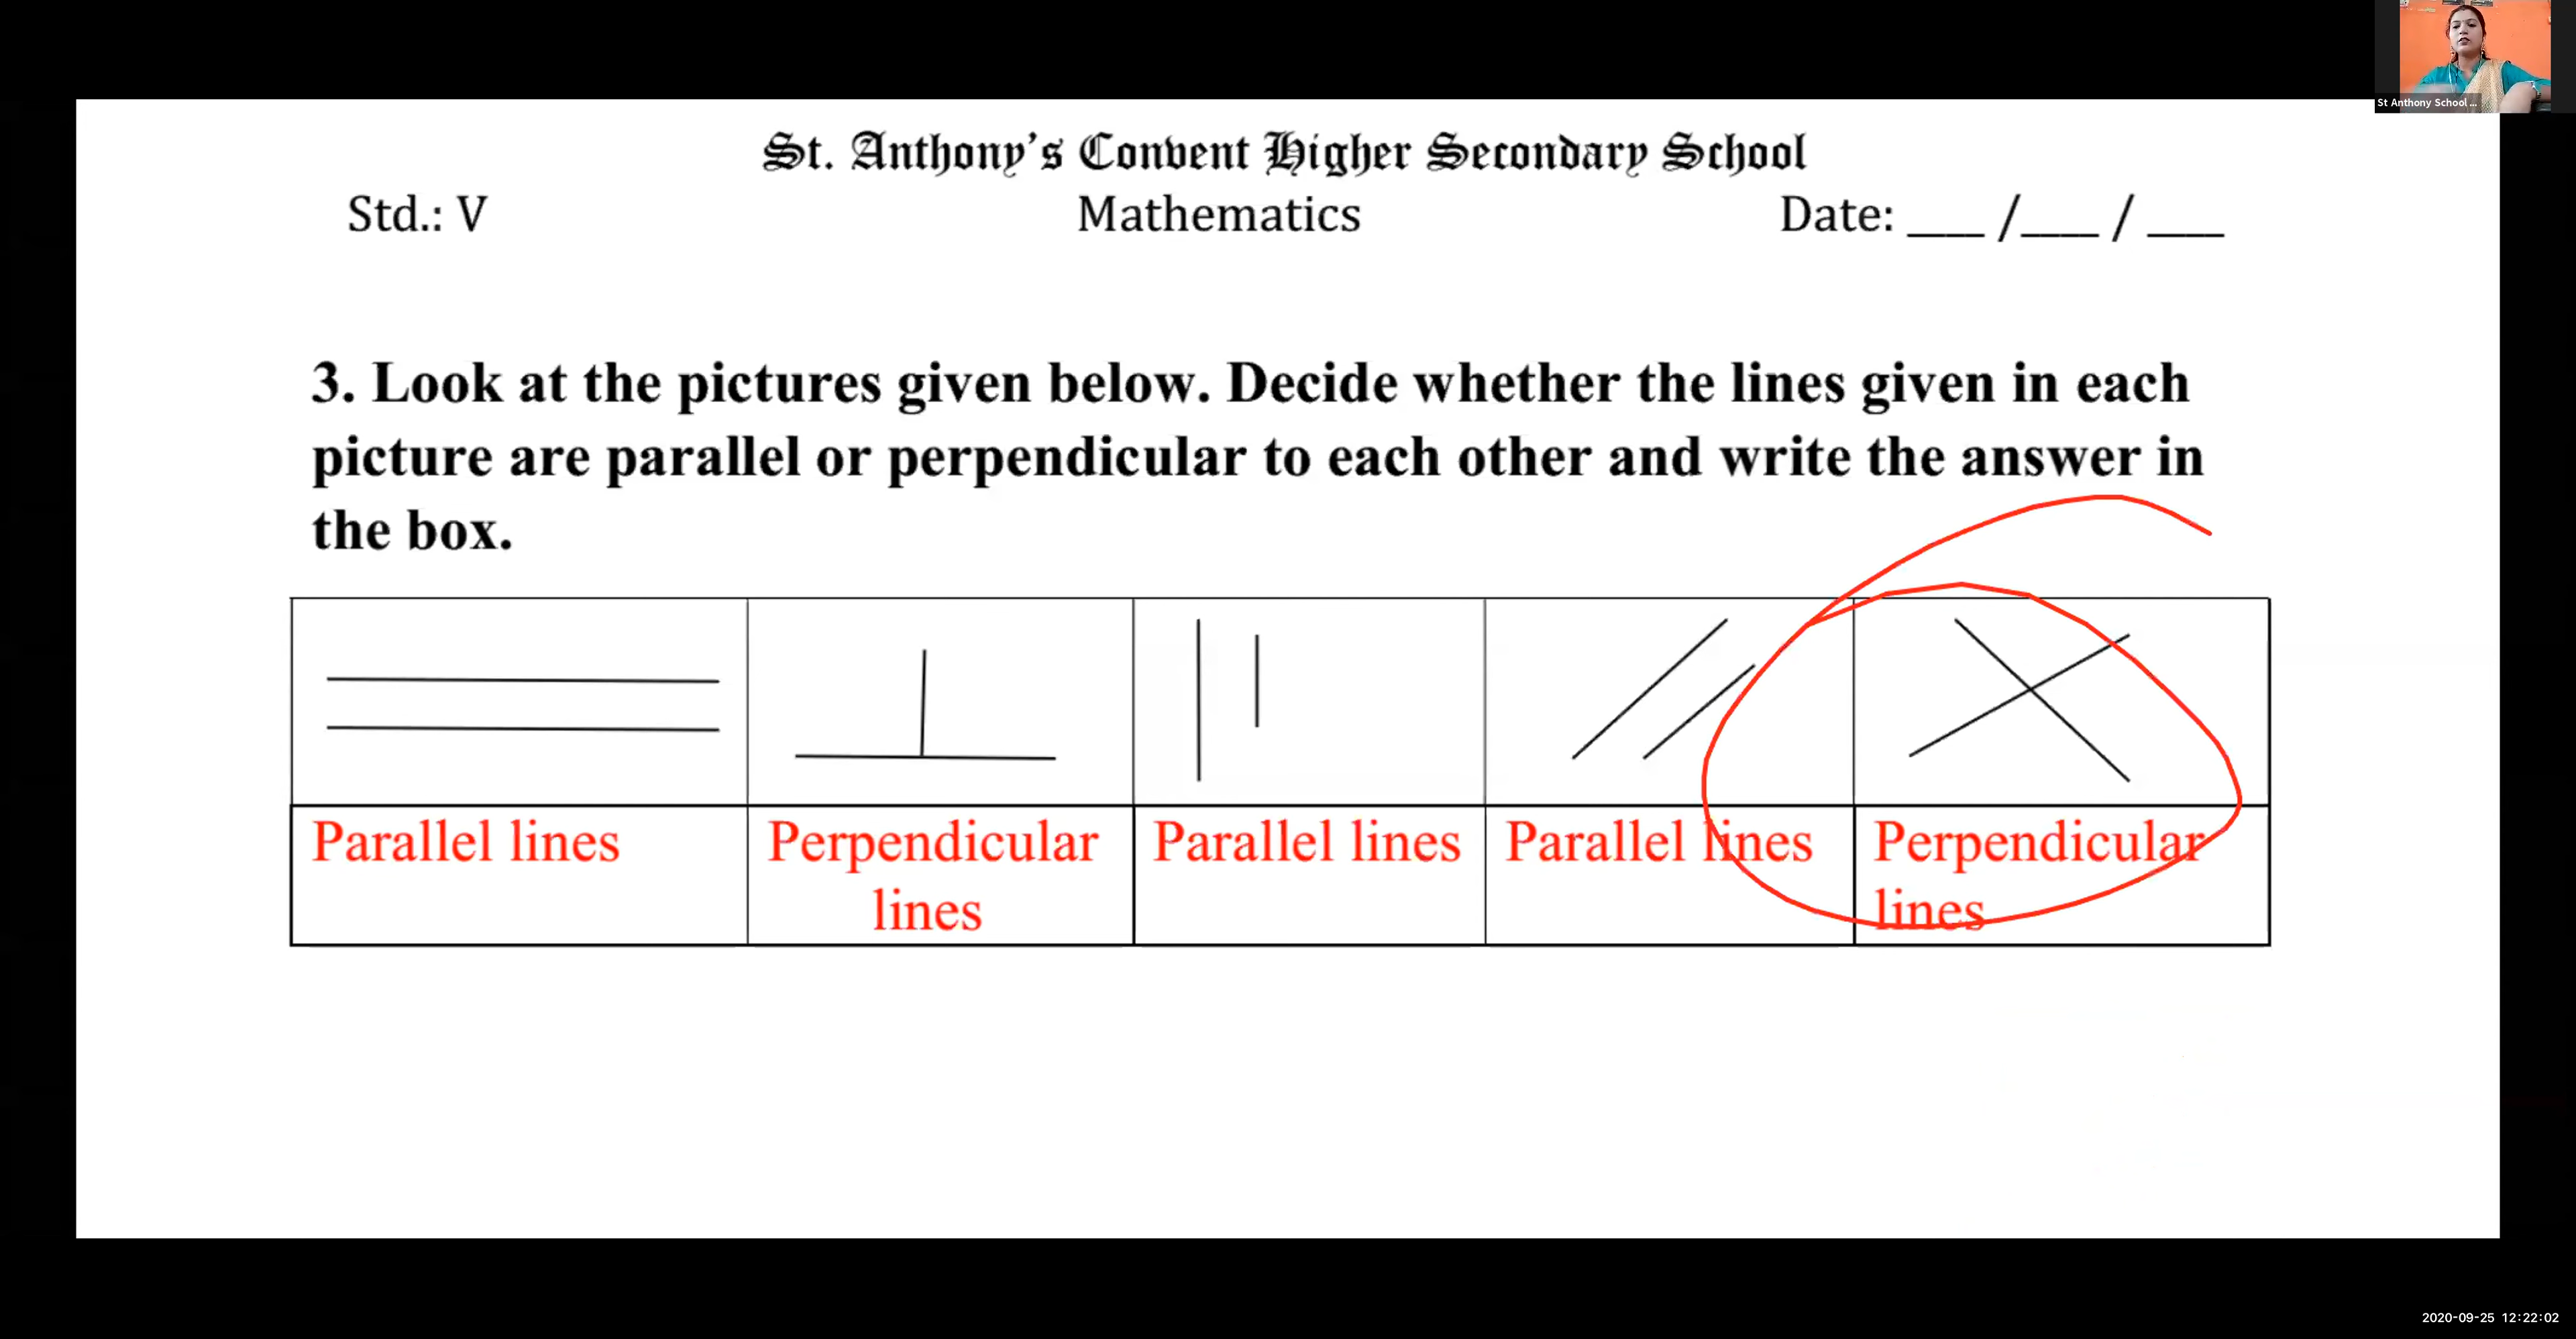 St Anthony School ...
St. Anthony's Convent Higher Secondary School
Std.: V Mathematics Date: ___ /___ / ___
3. Look at the pictures given below. Decide whether the lines given in each
picture are parallel or perpendicular to each other and write the answer in
the box.
Parallel lines
Perpendicular
lines
Parallel lines
Parallel lines
Perpendicular
lines
2020-09-25 12:22:02